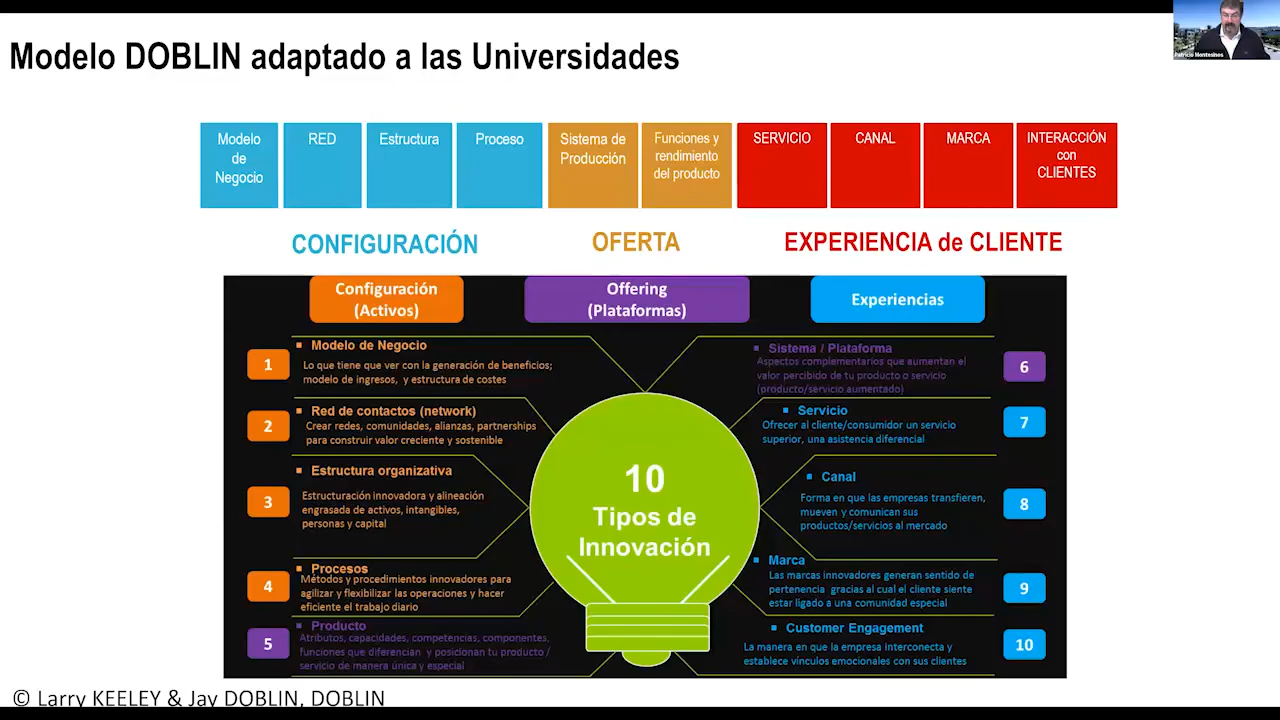 Modelo DOBLIN adaptado a las Universidades
Patricio Montesinos
Modelo
de
Negocio
RED
Estructura
Proceso
Sistema de
Producción
Funciones y
rendimiento
del producto
SERVICIO
CANAL
MARCA
INTERACCIÓN
con
CLIENTES
CONFIGURACIÓN
OFERTA
EXPERIENCIA de CLIENTE
Configuración
(Activos)
Offering
(Plataformas)
Experiencias
1
Modelo de Negocio
Lo que tiene que ver con la generación de beneficios;
modelo de ingresos, y estructura de costes
2
Red de contactos (network)
Crear redes, comunidades, alianzas, partnerships
para construir valor creciente y sostenible
3
Estructura organizativa
Estructuración innovadora y alineación
engrasada de activos, intangibles,
personas y capital
4
Procesos
Métodos y procedimientos innovadores para
agilizar y flexibilizar las operaciones y hacer
eficiente el trabajo diario
5
Producto
Atributos, capacidades, competencias, componentes,
funciones que diferencian y posicionan tu producto /
servicio de manera única y especial
10
Tipos de
Innovación
Sistema / Plataforma
Aspectos complementarios que aumentan el
valor percibido de tu producto o servicio
(producto/servicio aumentado)
6
Servicio
Ofrecer al cliente/consumidor un servicio
superior, una asistencia diferencial
7
Canal
Forma en que las empresas transfieren,
mueven y comunican sus
productos/servicios al mercado
8
Marca
Las marcas innovadores generan sentido de
pertenencia gracias al cual el cliente siente
estar ligado a una comunidad especial
9
Customer Engagement
La manera en que la empresa interconecta y
establece vínculos emocionales con sus clientes
10
© Larry KEELEY & Jay DOBLIN, DOBLIN